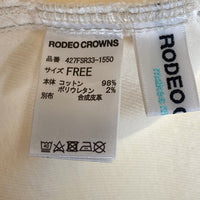 RODEO CROWNS
品番 427FSR33-1550
サイズ FREE
本体 コットン 98%
ポリウレタン 2%
別布 合成皮革
RODEO C